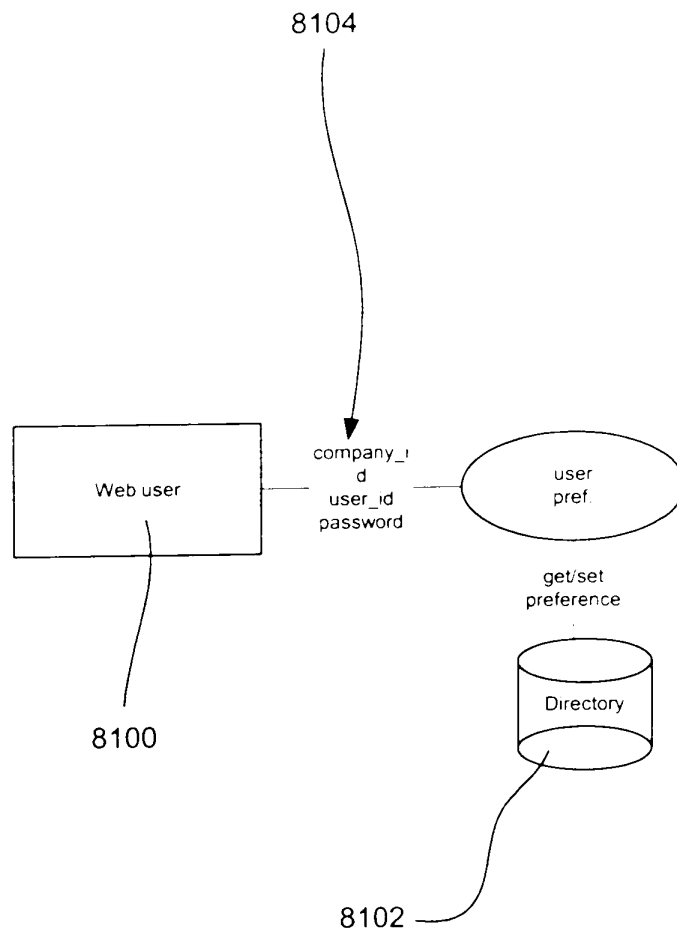 8104
company_i
d
user_id
password
Web user
user
pref.
get/set
preference
Directory
8100
8102